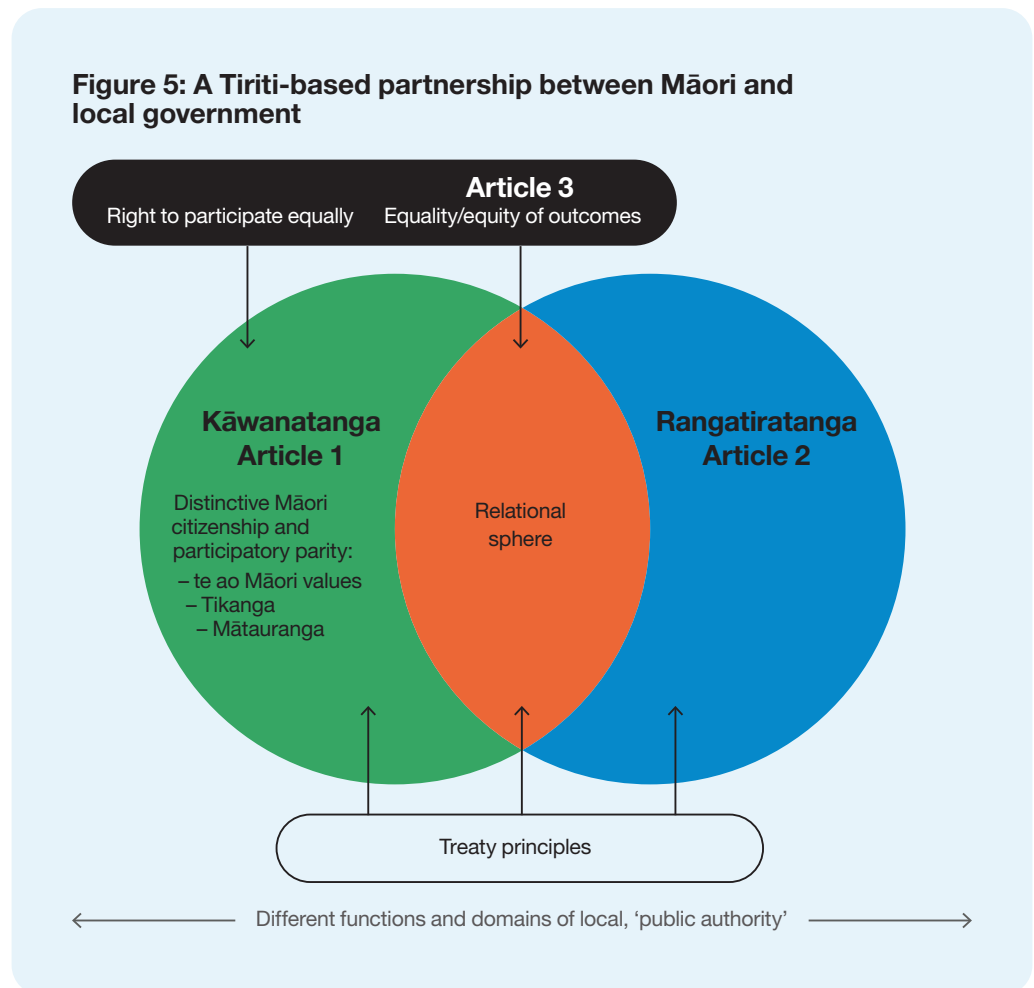 Figure 5: A Tiriti-based partnership between Māori and
local government
Article 3
Right to participate equally
Equality/equity of outcomes
Kāwanatanga
Article 1
Distinctive Māori
citizenship and
participatory parity:
– te ao Māori values
– Tikanga
– Mātauranga
Relational
sphere
Rangatiratanga
Article 2
Treaty principles
Different functions and domains of local, ‘public authority’